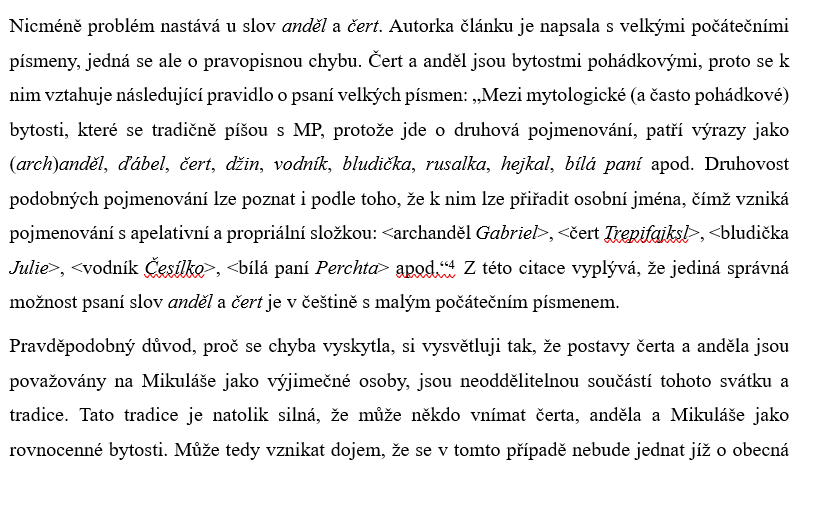 Nicméně problém nastává u slov anděl a čert. Autorka článku je napsala s velkými počátečními
písmeny, jedná se ale o pravopisnou chybu. Čert a anděl jsou bytostmi pohádkovými, proto se k
nim vztahuje následující pravidlo o psaní velkých písmen: „Mezi mytologické (a často pohádkové)
bytosti, které se tradičně píšou s MP, protože jde o druhová pojmenování, patří výrazy jako
(arch)anděl, ďábel, čert, džin, vodník, bludička, rusalka, hejkal, bílá paní apod. Druhovost
podobných pojmenování lze poznat i podle toho, že k nim lze přiřadit osobní jména, čímž vzniká
pojmenování s apelativní a propriální složkou: <archanděl Gabriel>, <čert Trepifajksl>, <bludička
Julie>, <vodník Česílko>, <bílá paní Perchta> apod.“4 Z této citace vyplývá, že jediná správná
možnost psaní slov anděl a čert je v češtině s malým počátečním písmenem.
Pravděpodobný důvod, proč se chyba vyskytla, si vysvětluji tak, že postavy čerta a anděla jsou
považovány na Mikuláše jako výjimečné osoby, jsou neoddělitelnou součástí tohoto svátku a
tradice. Tato tradice je natolik silná, že může někdo vnímat čerta, anděla a Mikuláše jako
rovnocenné bytosti. Může tedy vznikat dojem, že se v tomto případě nebude jednat jíž o obecná